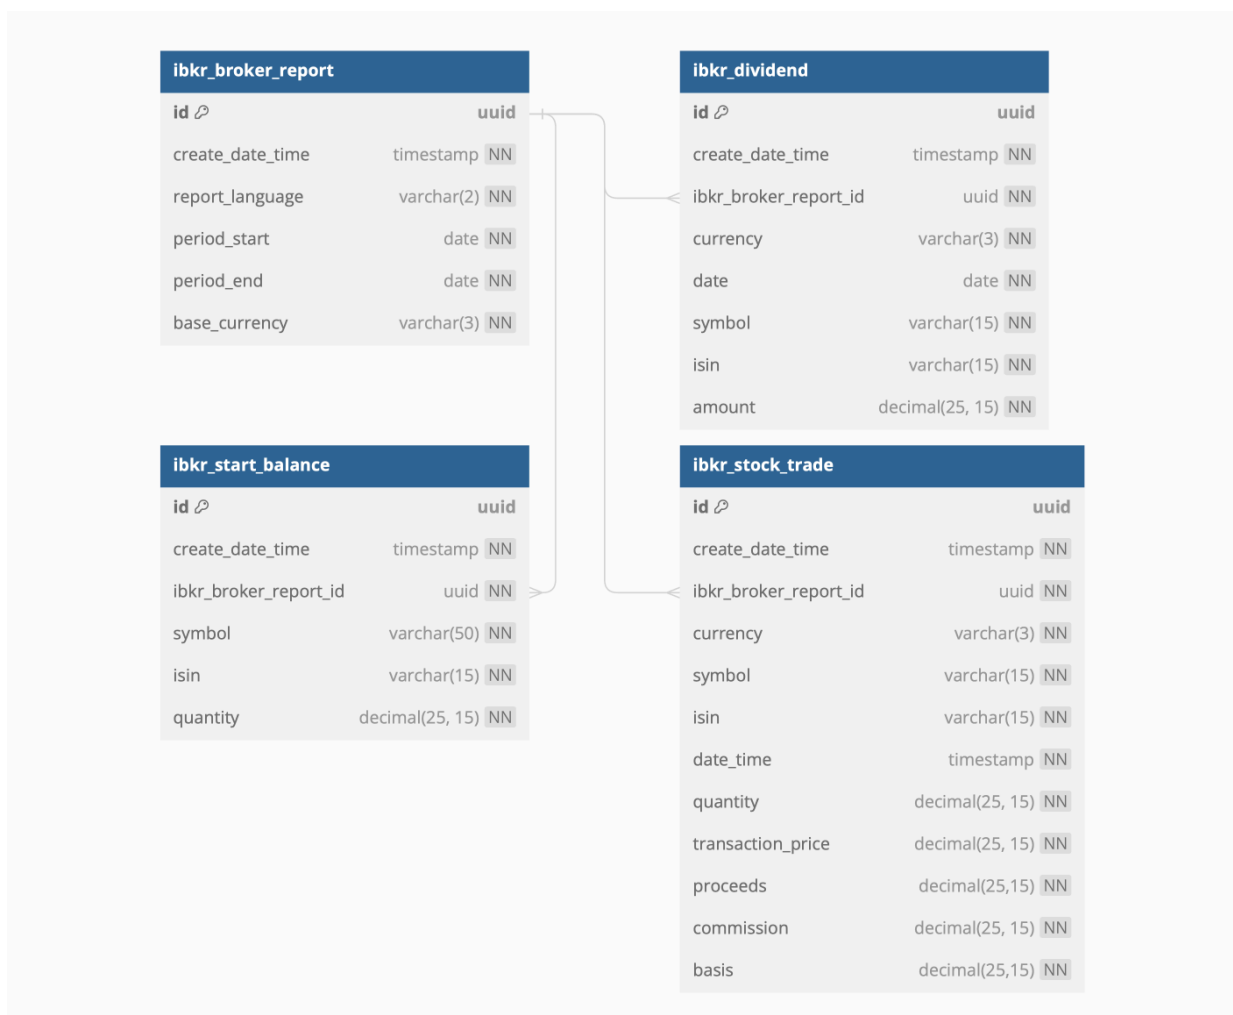 ibkr_broker_report
id uuid
create_date_time timestamp NN
report_language varchar(2) NN
period_start date NN
period_end date NN
base_currency varchar(3) NN
ibkr_dividend
id uuid
create_date_time timestamp NN
ibkr_broker_report_id uuid NN
currency varchar(3) NN
date date NN
symbol varchar(15) NN
isin varchar(15) NN
amount decimal(25, 15) NN
ibkr_start_balance
id uuid
create_date_time timestamp NN
ibkr_broker_report_id uuid NN
symbol varchar(50) NN
isin varchar(15) NN
quantity decimal(25, 15) NN
ibkr_stock_trade
id uuid
create_date_time timestamp NN
ibkr_broker_report_id uuid NN
currency varchar(3) NN
symbol varchar(15) NN
isin varchar(15) NN
date_time timestamp NN
quantity decimal(25, 15) NN
transaction_price decimal(25, 15) NN
proceeds decimal(25,15) NN
commission decimal(25, 15) NN
basis decimal(25,15) NN